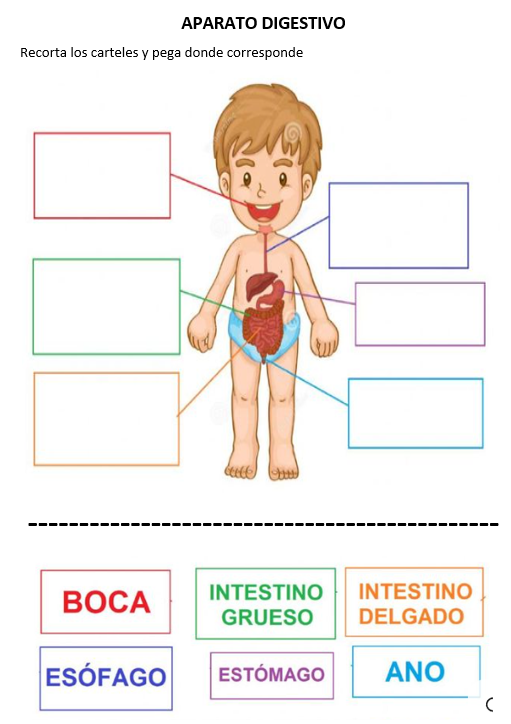 APARATO DIGESTIVO
Recorta los carteles y pega donde corresponde
BOCA
INTESTINO
GRUESO
INTESTINO
DELGADO
ESÓFAGO
ESTÓMAGO
ANO